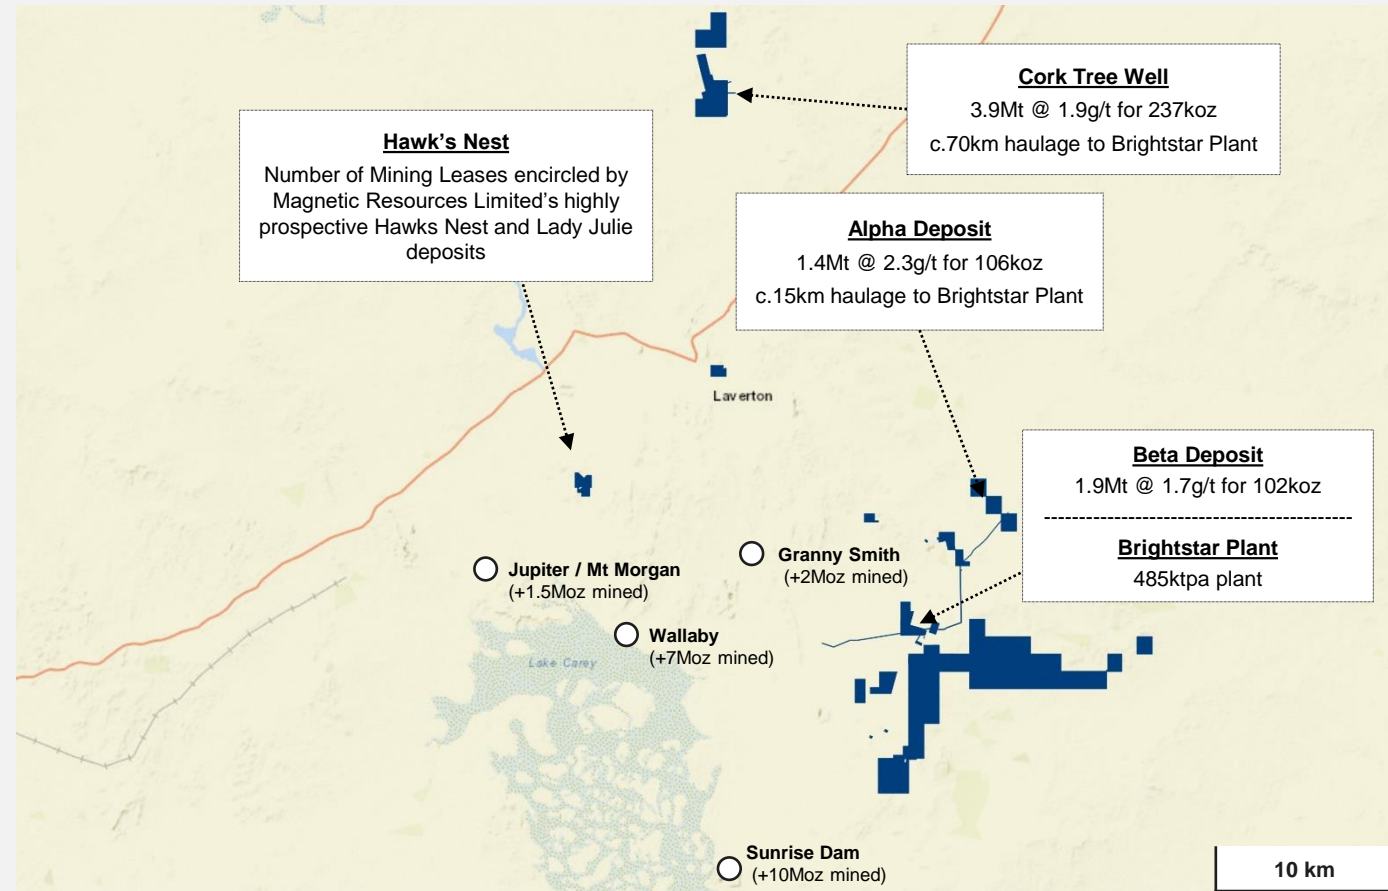 Cork Tree Well
3.9Mt @ 1.9g/t for 237koz
c.70km haulage to Brightstar Plant
Hawk's Nest
Number of Mining Leases encircled by
Magnetic Resources Limited's highly
prospective Hawks Nest and Lady Julie
deposits
Alpha Deposit
1.4Mt @ 2.3g/t for 106koz
c.15km haulage to Brightstar Plant
Laverton
Beta Deposit
1.9Mt @ 1.7g/t for 102koz
Brightstar Plant
485ktpa plant
Granny Smith
(+2Moz mined)
Jupiter / Mt Morgan
(+1.5Moz mined)
Wallaby
(+7Moz mined)
Lake Carey
Sunrise Dam
(+10Moz mined)
10 km